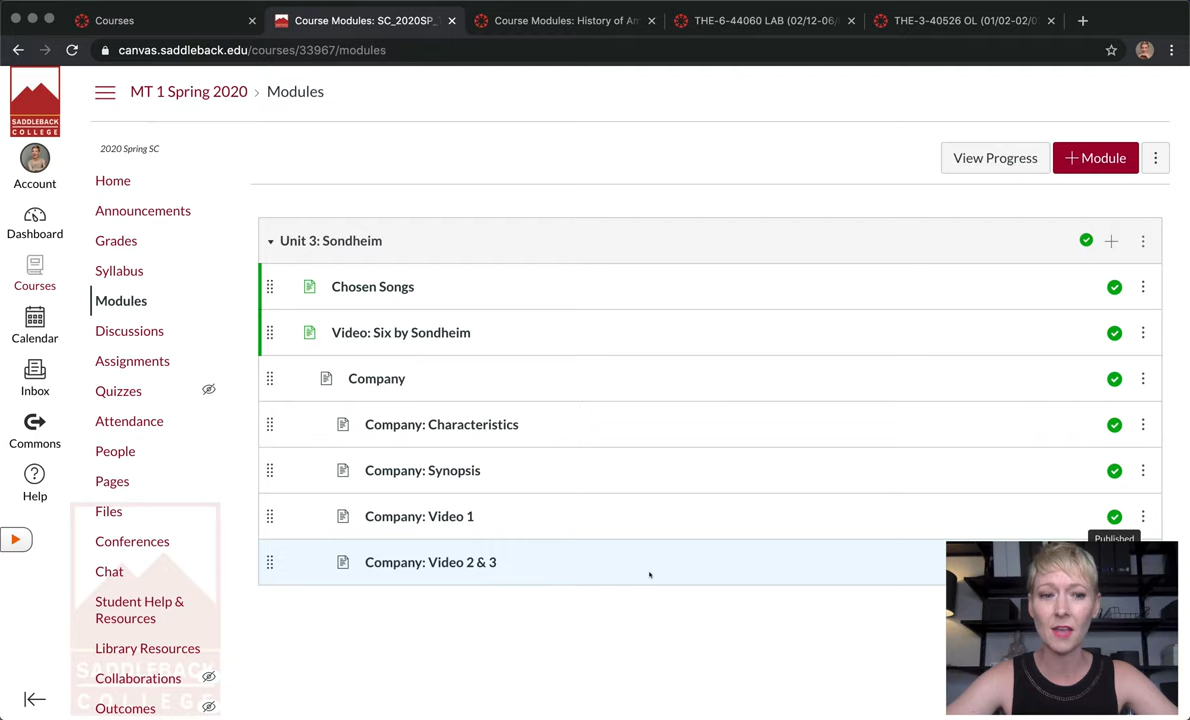 Courses
Course Modules: SC_2020SP_
Course Modules: History of Am
THE-6-44060 LAB (02/12-06/
THE-3-40526 OL (01/02-02/0
canvas.saddleback.edu/courses/33967/modules
SADDLEBACK
COLLEGE
MT 1 Spring 2020 › Modules
2020 Spring SC
View Progress
+ Module
Account
Dashboard
Courses
Calendar
Inbox
Commons
Help
Home
Announcements
Grades
Syllabus
Modules
Discussions
Assignments
Quizzes
Attendance
People
Pages
Files
Conferences
Chat
Student Help &
Resources
Library Resources
Collaborations
Outcomes
SADDLEBACK
COLLEGE
Unit 3: Sondheim
Chosen Songs
Video: Six by Sondheim
Company
Company: Characteristics
Company: Synopsis
Company: Video 1
Published
Company: Video 2 & 3